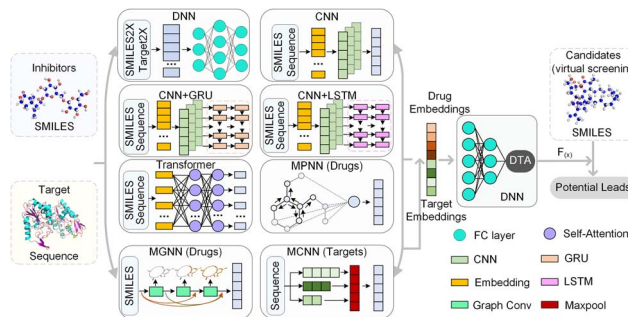 DNN
CNN
SMILES2X
Target2X
SMILES
Sequence
Inhibitors
SMILES
CNN+GRU
CNN+LSTM
SMILES
Sequence
SMILES
Sequence
Candidates
(virtual screening)
SMILES
Drug
Embeddings
Target
Embeddings
DTA
DNN
F(x)
Potential Leads
Transformer
MPNN (Drugs)
SMILES
Sequence
Target
Sequence
MGNN (Drugs)
MCNN (Targets)
SMILES
Sequence
FC layer
Self-Attention
CNN
GRU
Embedding
LSTM
Graph Conv
Maxpool